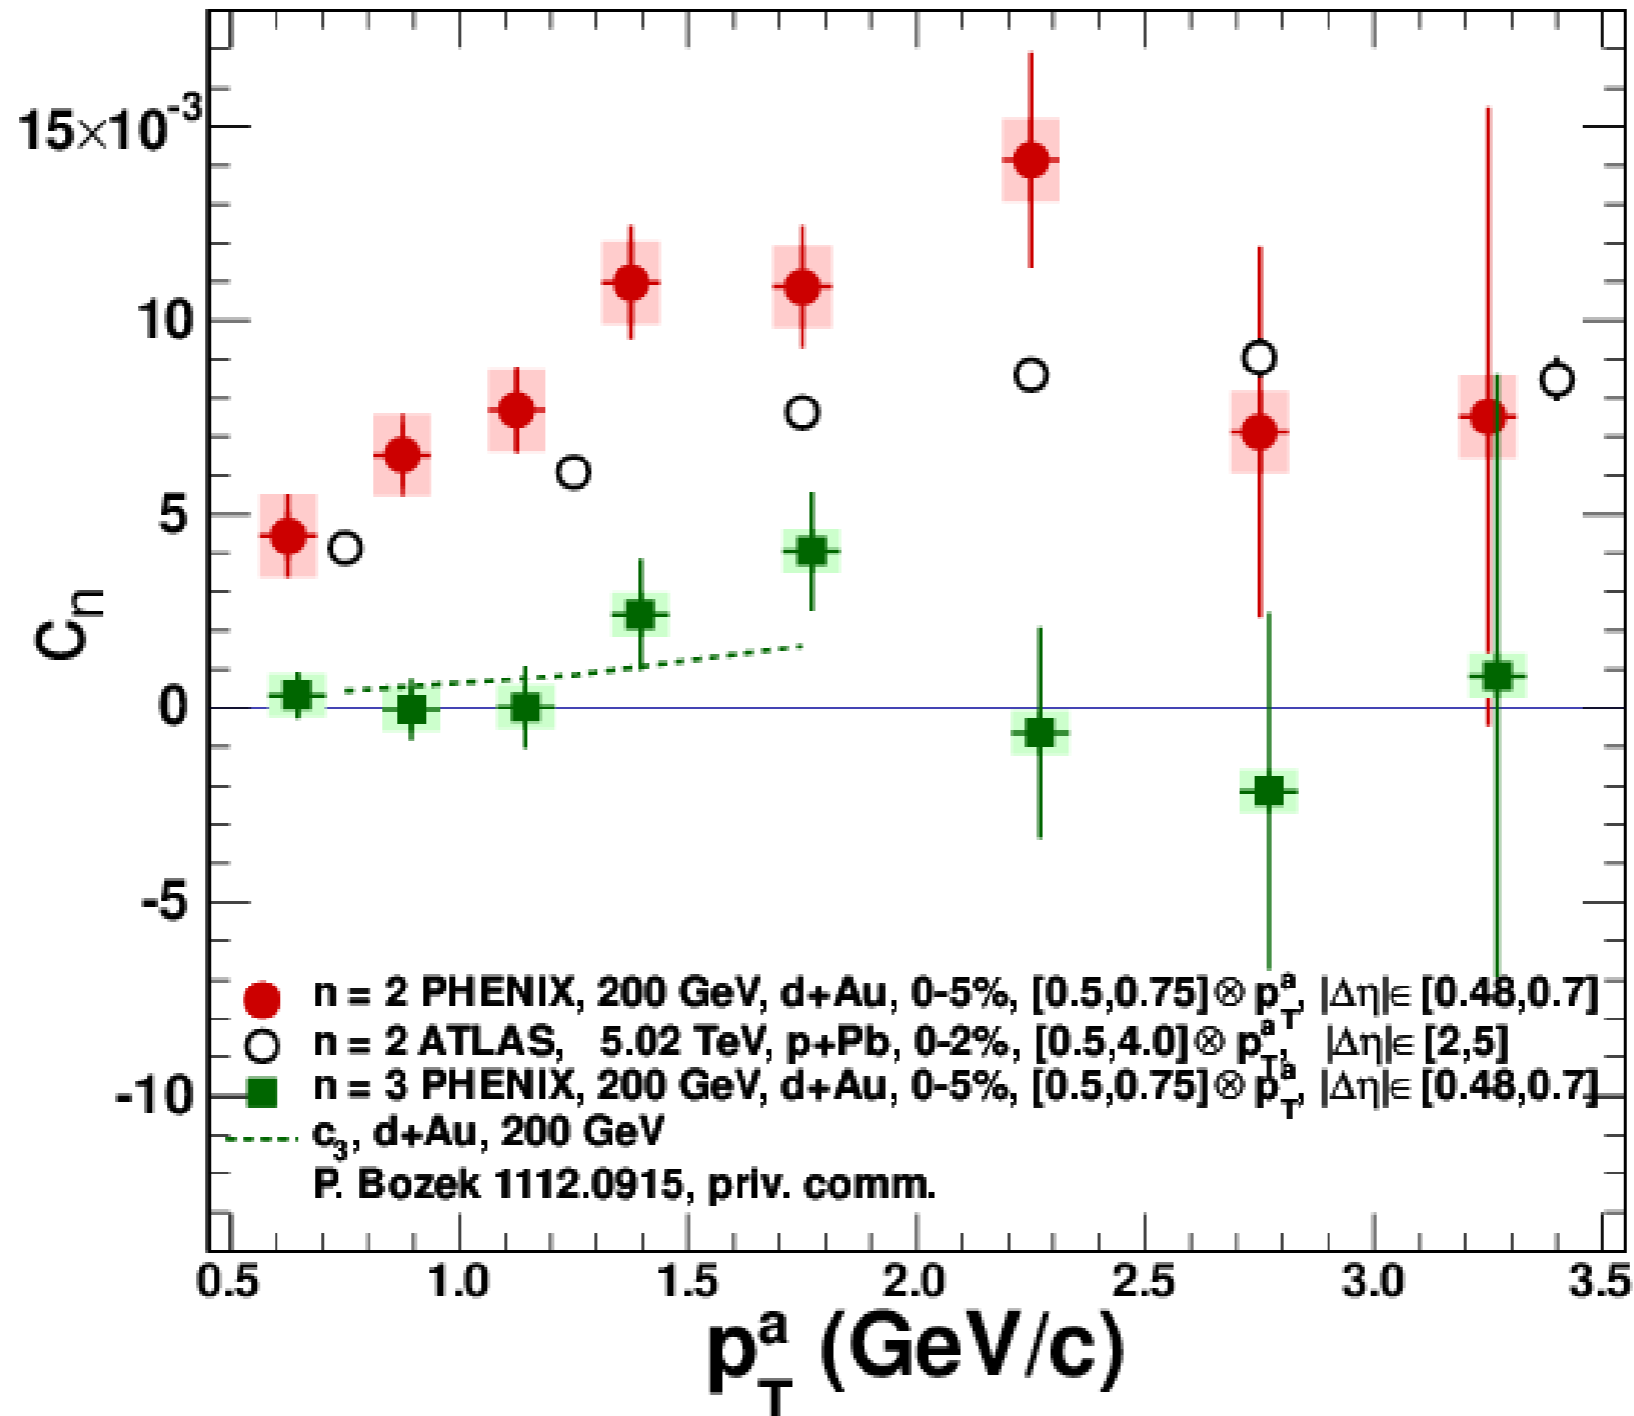 15×10⁻³
10
5
0
-5
-10
Cₙ
n = 2 PHENIX, 200 GeV, d+Au, 0-5%, [0.5,0.75]⊗ pᵃ_T, |Δη|∈ [0.48,0.7]
n = 2 ATLAS, 5.02 TeV, p+Pb, 0-2%, [0.5,4.0]⊗ pᵃ_T, |Δη|∈ [2,5]
n = 3 PHENIX, 200 GeV, d+Au, 0-5%, [0.5,0.75]⊗ pᵃ_T, |Δη|∈ [0.48,0.7]
c₃, d+Au, 200 GeV
P. Bozek 1112.0915, priv. comm.
0.5 1.0 1.5 2.0 2.5 3.0 3.5
pᵃ_T (GeV/c)